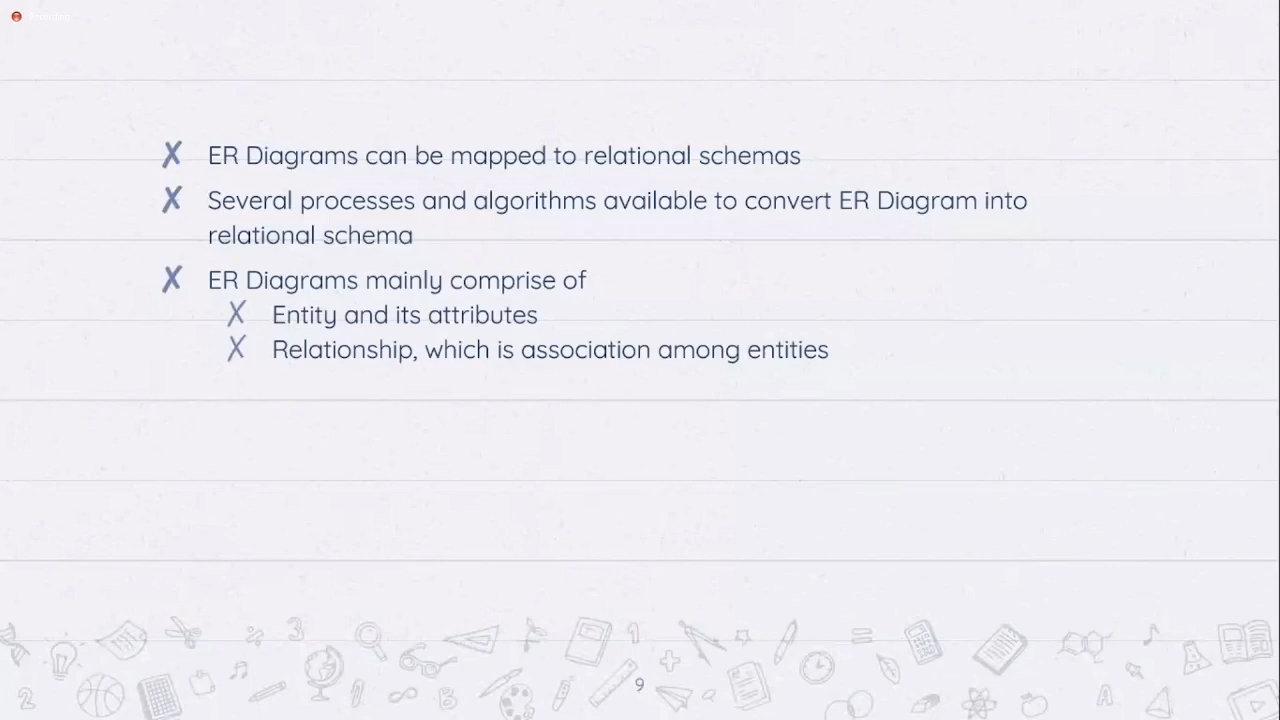 ER Diagrams can be mapped to relational schemas
Several processes and algorithms available to convert ER Diagram into
relational schema
ER Diagrams mainly comprise of
Entity and its attributes
Relationship, which is association among entities
9